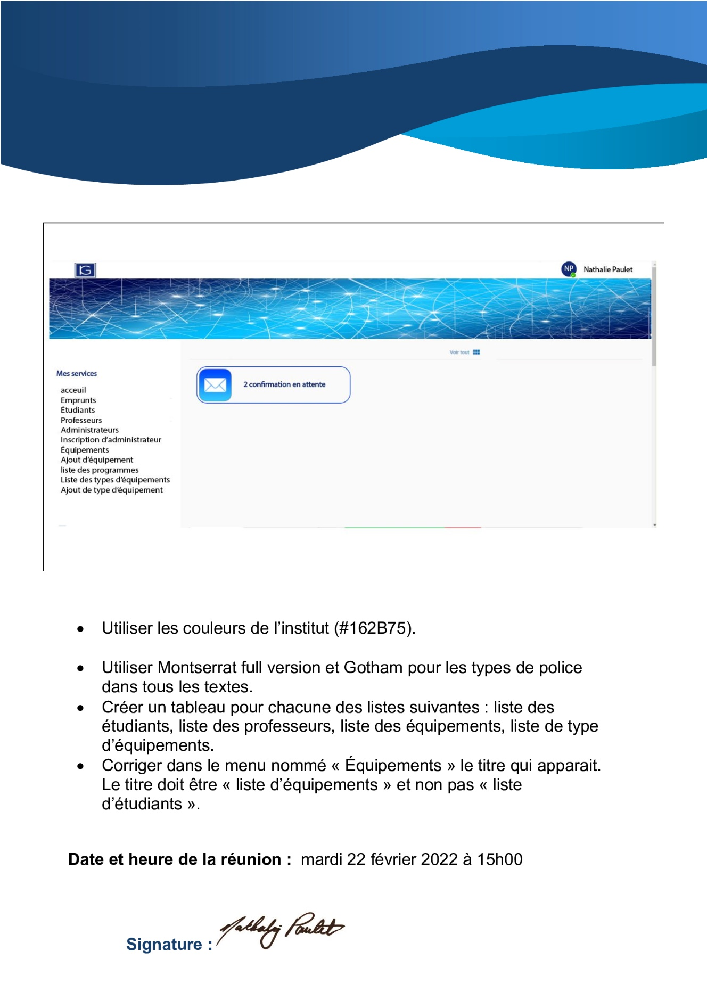 IG
NP Nathalie Paulet
Voir tout
Mes services
2 confirmation en attente
acceuil
Emprunts
Étudiants
Professeurs
Administrateurs
Inscription d'administrateur
Équipements
Ajout d'équipement
liste des programmes
Liste des types d'équipements
Ajout de type d'équipement
• Utiliser les couleurs de l’institut (#162B75).
• Utiliser Montserrat full version et Gotham pour les types de police
dans tous les textes.
• Créer un tableau pour chacune des listes suivantes : liste des
étudiants, liste des professeurs, liste des équipements, liste de type
d’équipements.
• Corriger dans le menu nommé « Équipements » le titre qui apparait.
Le titre doit être « liste d’équipements » et non pas « liste
d’étudiants ».
Date et heure de la réunion : mardi 22 février 2022 à 15h00
Nathalie Paulet
Signature :